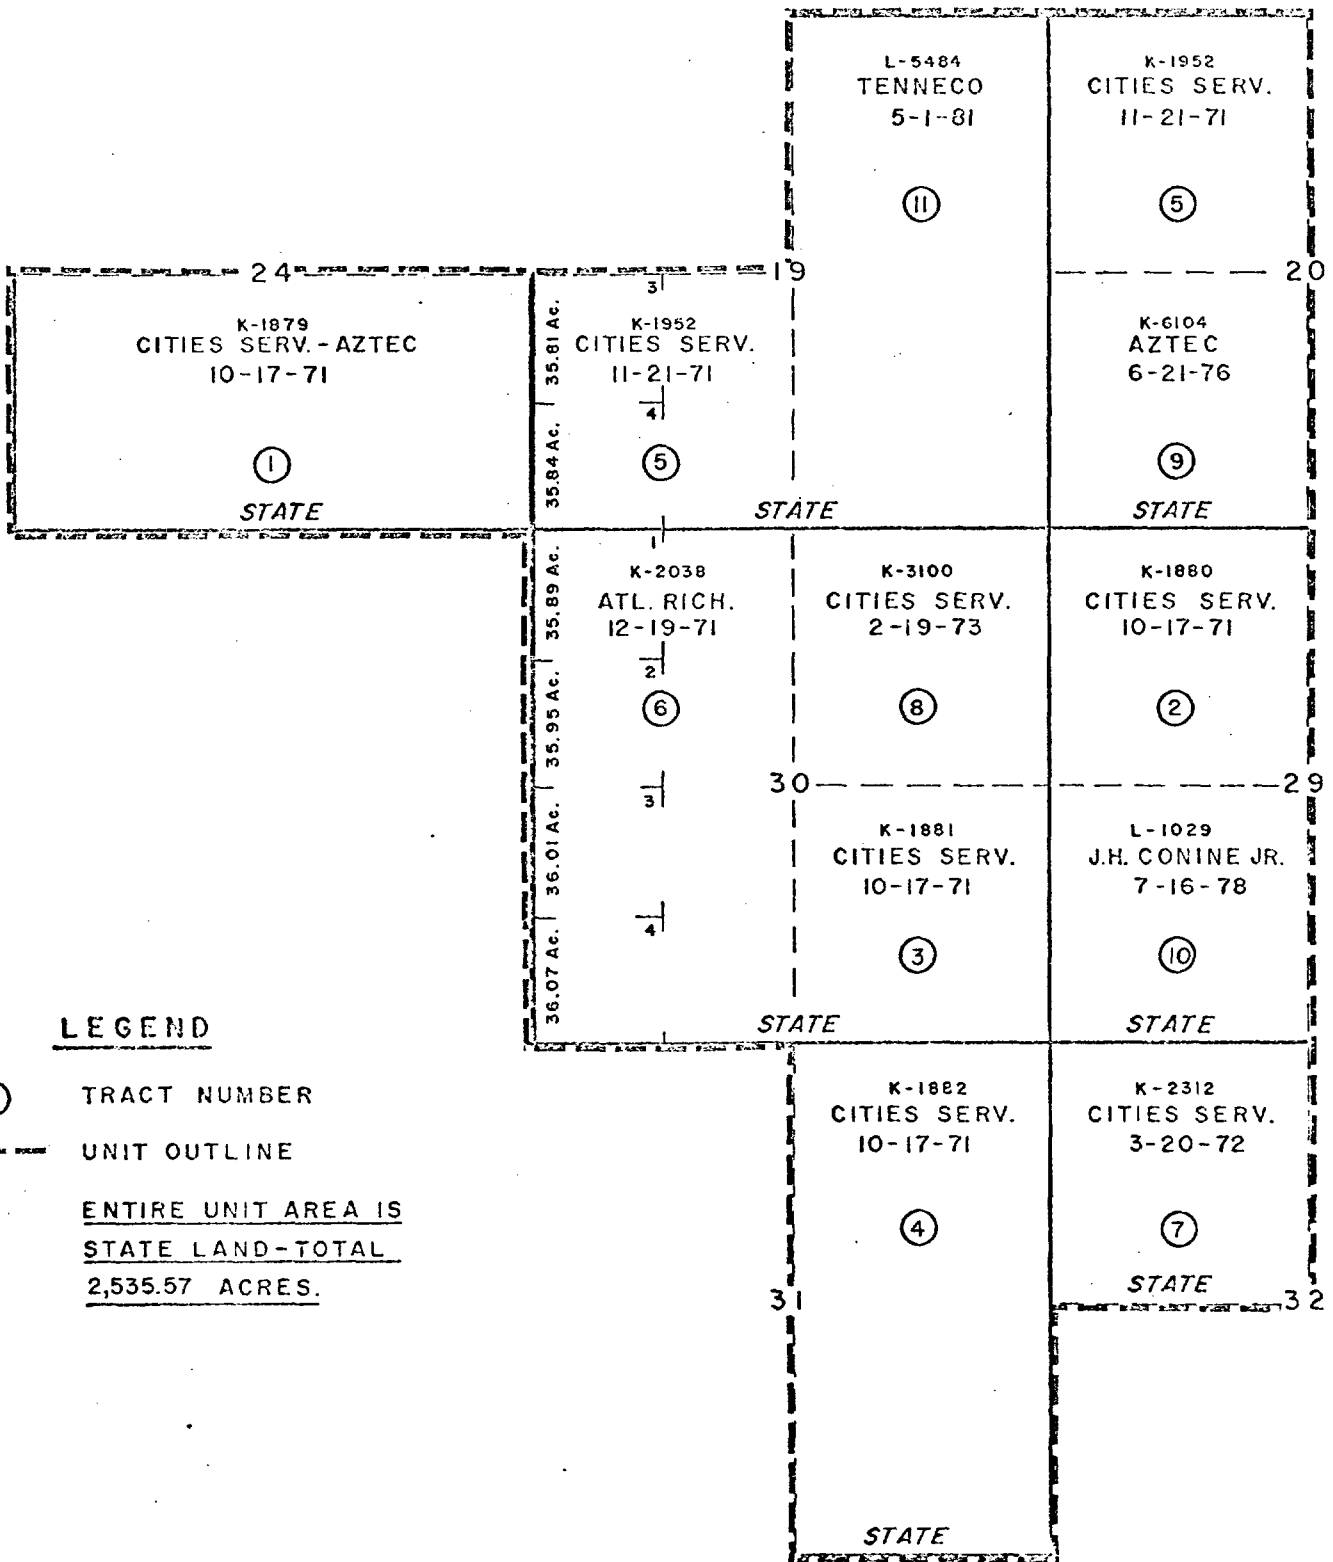 L-5484
TENNECO
5-1-81
11
K-1952
CITIES SERV.
11-21-71
5
24
19
20
K-1879
CITIES SERV.-AZTEC
10-17-71
1
STATE
35.81 Ac.
35.84 Ac.
3
K-1952
CITIES SERV.
11-21-71
4
5
STATE
K-6104
AZTEC
6-21-76
9
STATE
35.89 Ac.
35.95 Ac.
36.01 Ac.
36.07 Ac.
1
K-2038
ATL. RICH.
12-19-71
2
6
3
4
K-3100
CITIES SERV.
2-19-73
8
K-1880
CITIES SERV.
10-17-71
2
30
29
K-1881
CITIES SERV.
10-17-71
3
STATE
L-1029
J.H. CONINE JR.
7-16-78
10
STATE
K-1882
CITIES SERV.
10-17-71
4
K-2312
CITIES SERV.
3-20-72
7
STATE
31
32
STATE
LEGEND
TRACT NUMBER
UNIT OUTLINE
ENTIRE UNIT AREA IS
STATE LAND-TOTAL
2,535.57 ACRES.